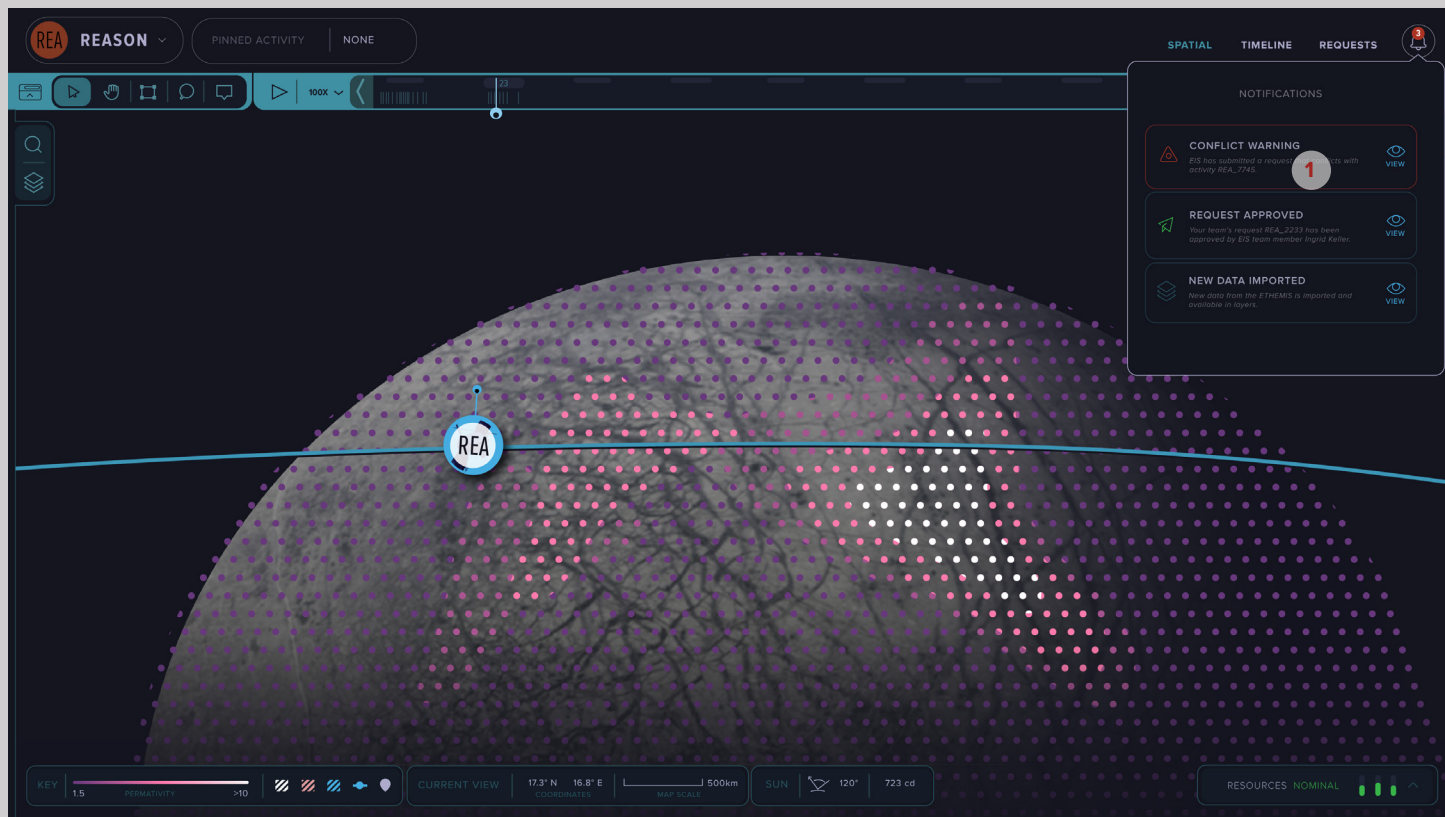 REA REASON
PINNED ACTIVITY NONE
SPATIAL TIMELINE REQUESTS 3
100X
23
NOTIFICATIONS
CONFLICT WARNING
EIS has submitted a request with
activity REA_7745.
VIEW
1
REQUEST APPROVED
Your team's request REA_2233 has been
approved by EIS team member Ingrid Keller.
VIEW
NEW DATA IMPORTED
New data from the ETHEMIS is imported and
available in layers.
VIEW
REA
KEY 1.5 PERMATIVITY >10
CURRENT VIEW 17.3° N 16.8° E COORDINATES 500km MAP SCALE
SUN 120° 723 cd
RESOURCES NOMINAL